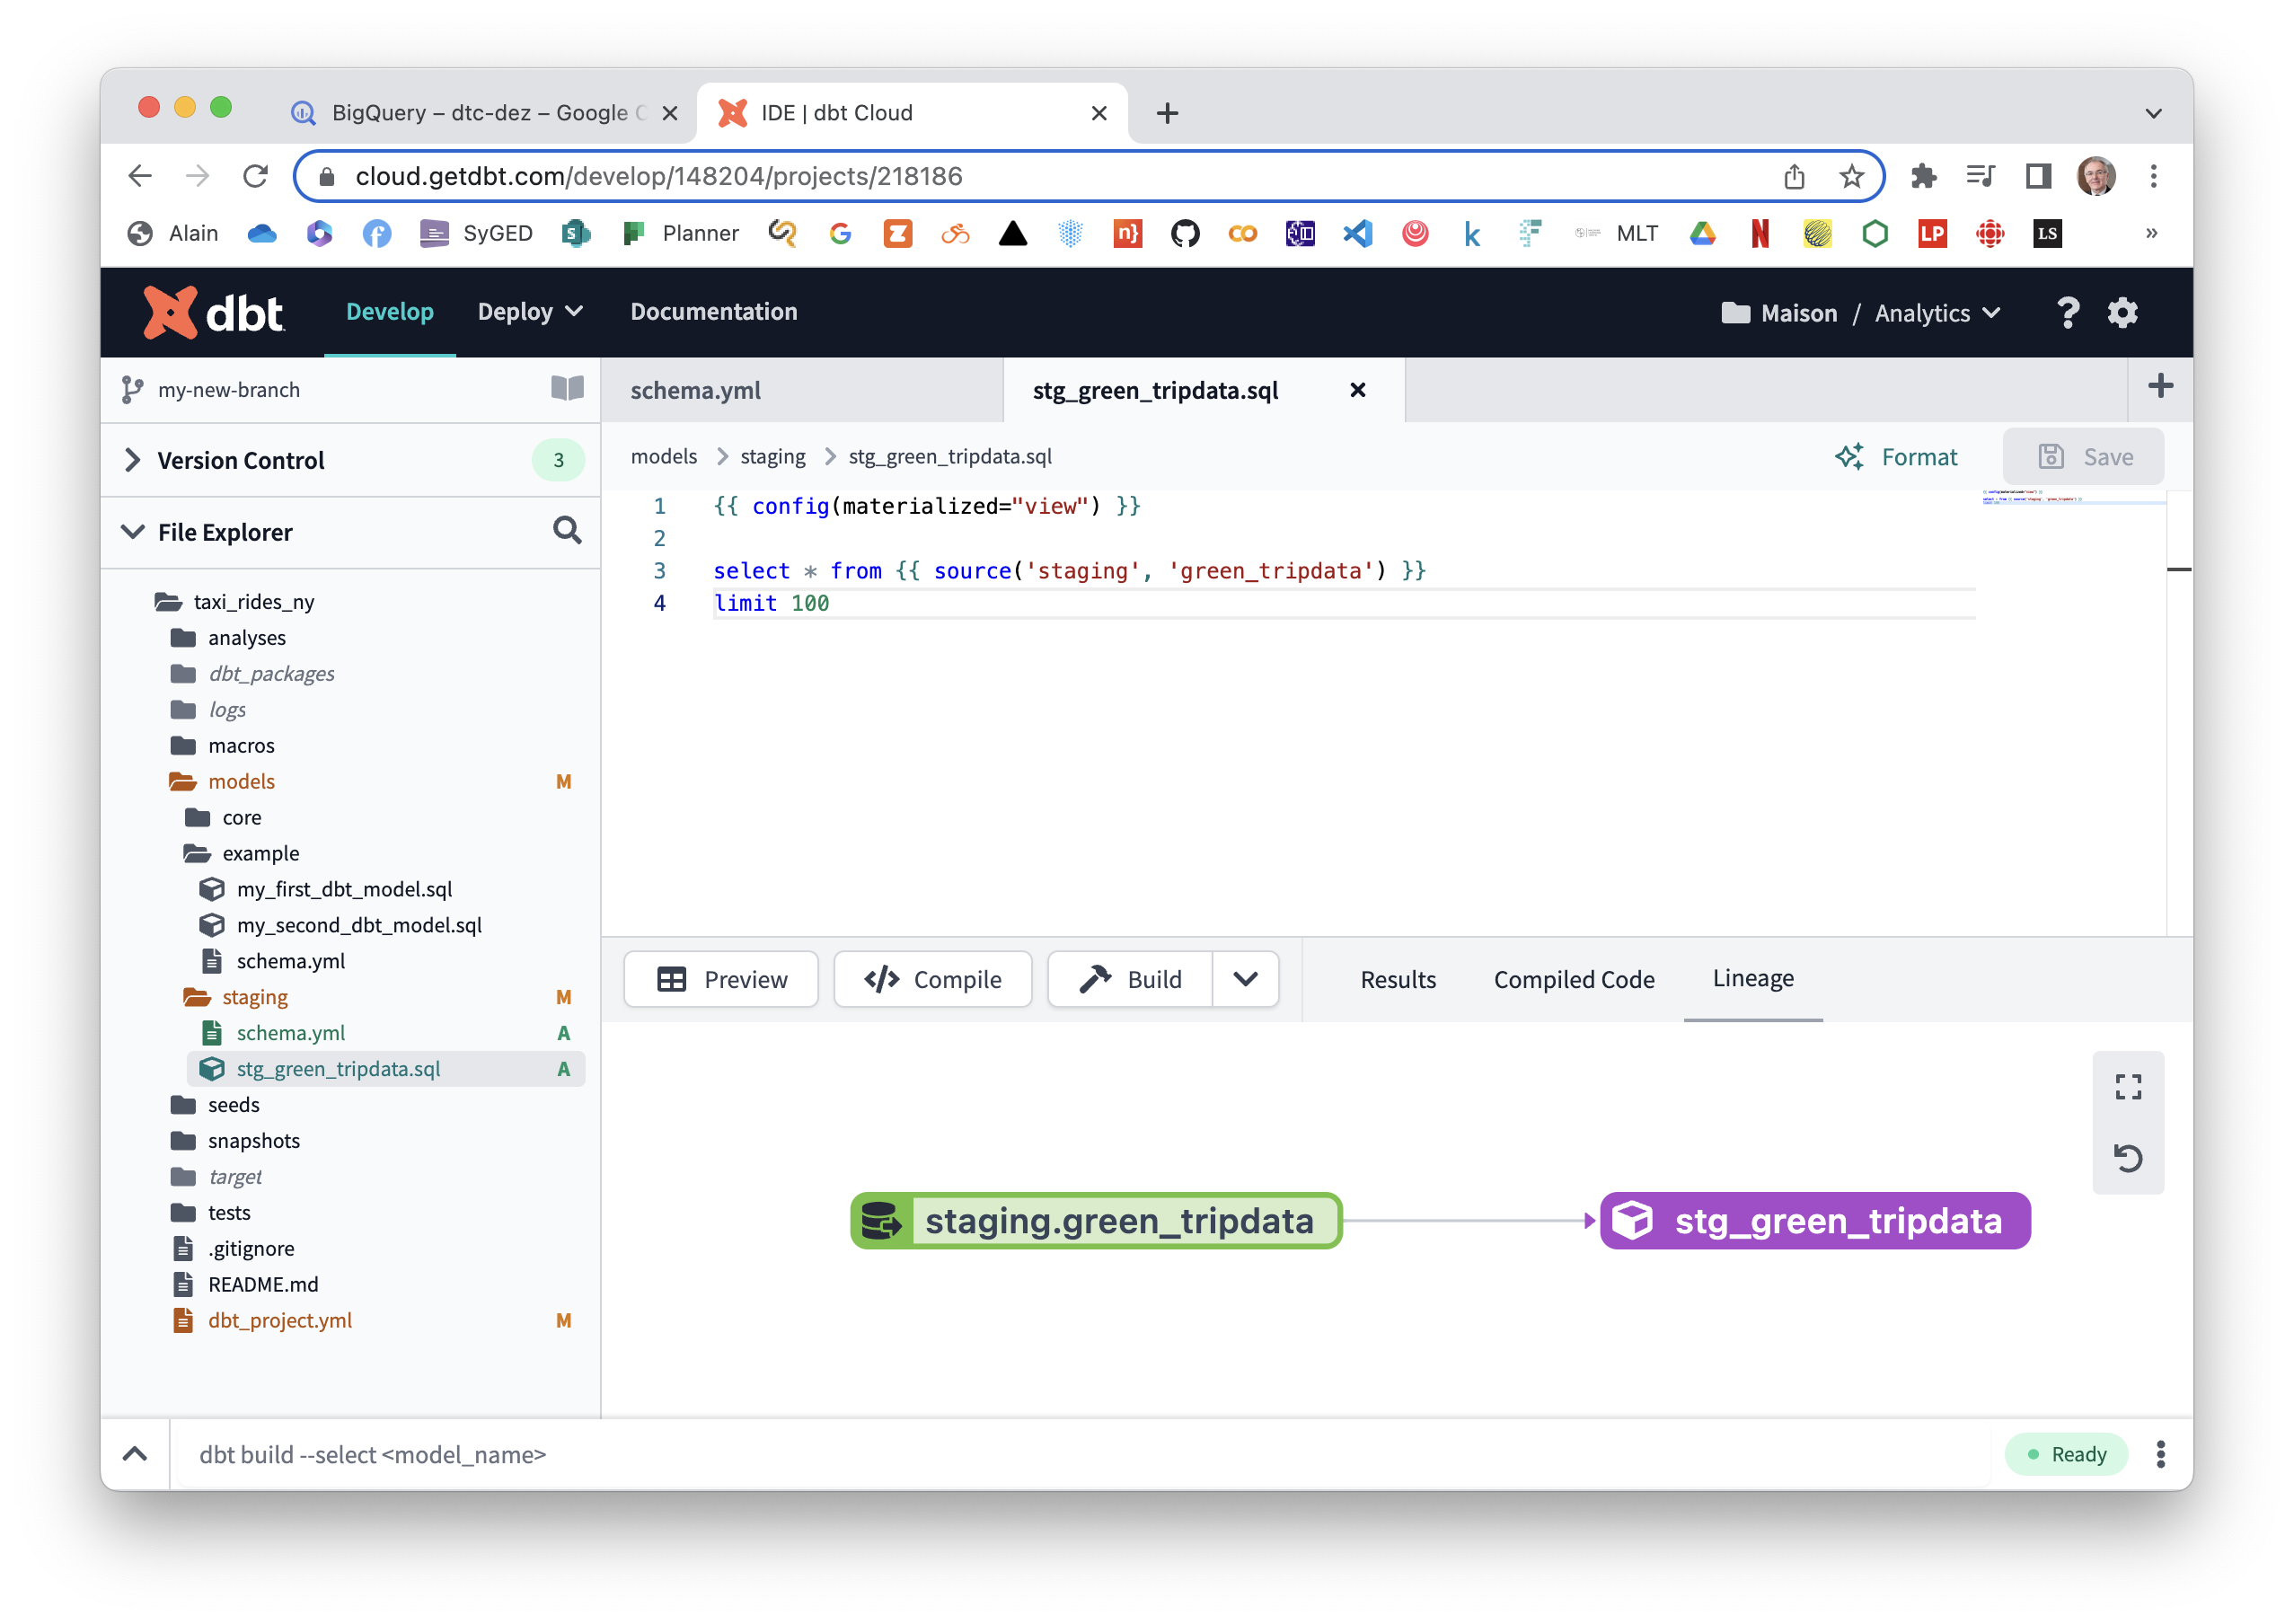 BigQuery – dtc-dez – Google C
IDE | dbt Cloud
cloud.getdbt.com/develop/148204/projects/218186
Alain
SyGED
Planner
MLT
LP
LS
dbt
Develop
Deploy
Documentation
Maison / Analytics
my-new-branch
schema.yml
stg_green_tripdata.sql
Version Control
3
models > staging > stg_green_tripdata.sql
Format
Save
File Explorer
1 {{ config(materialized="view") }}
2
3 select * from {{ source('staging', 'green_tripdata') }}
4 limit 100
taxi_rides_ny
analyses
dbt_packages
logs
macros
models M
core
example
my_first_dbt_model.sql
my_second_dbt_model.sql
schema.yml
staging M
schema.yml A
stg_green_tripdata.sql A
seeds
snapshots
target
tests
.gitignore
README.md
dbt_project.yml M
Preview
Compile
Build
Results
Compiled Code
Lineage
staging.green_tripdata
stg_green_tripdata
dbt build --select <model_name>
Ready